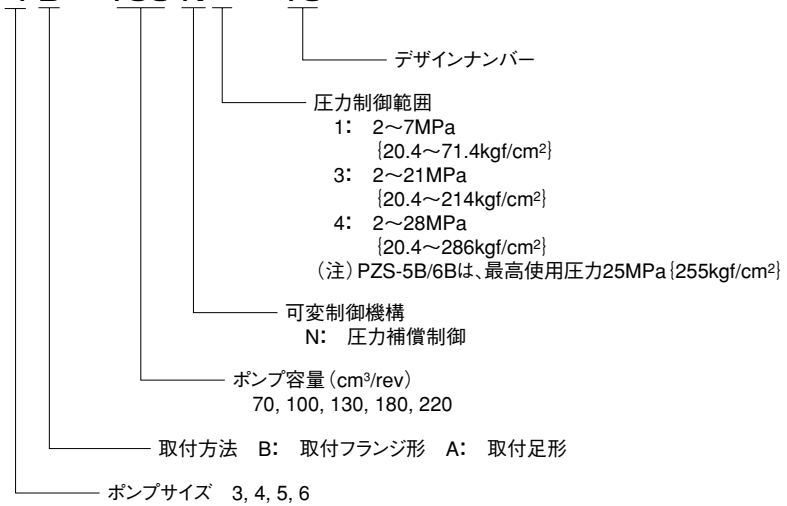 デザインナンバー
圧力制御範囲
1： 2～7MPa
{20.4～71.4kgf/cm²}
3： 2～21MPa
{20.4～214kgf/cm²}
4： 2～28MPa
{20.4～286kgf/cm²}
（注）PZS-5B/6Bは、最高使用圧力25MPa{255kgf/cm²}
可変制御機構
N： 圧力補償制御
ポンプ容量（cm³/rev）
70, 100, 130, 180, 220
取付方法 B： 取付フランジ形 A： 取付足形
ポンプサイズ 3, 4, 5, 6